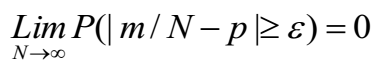 Lim P(| m / N − p |≥ ε) = 0
N→∞